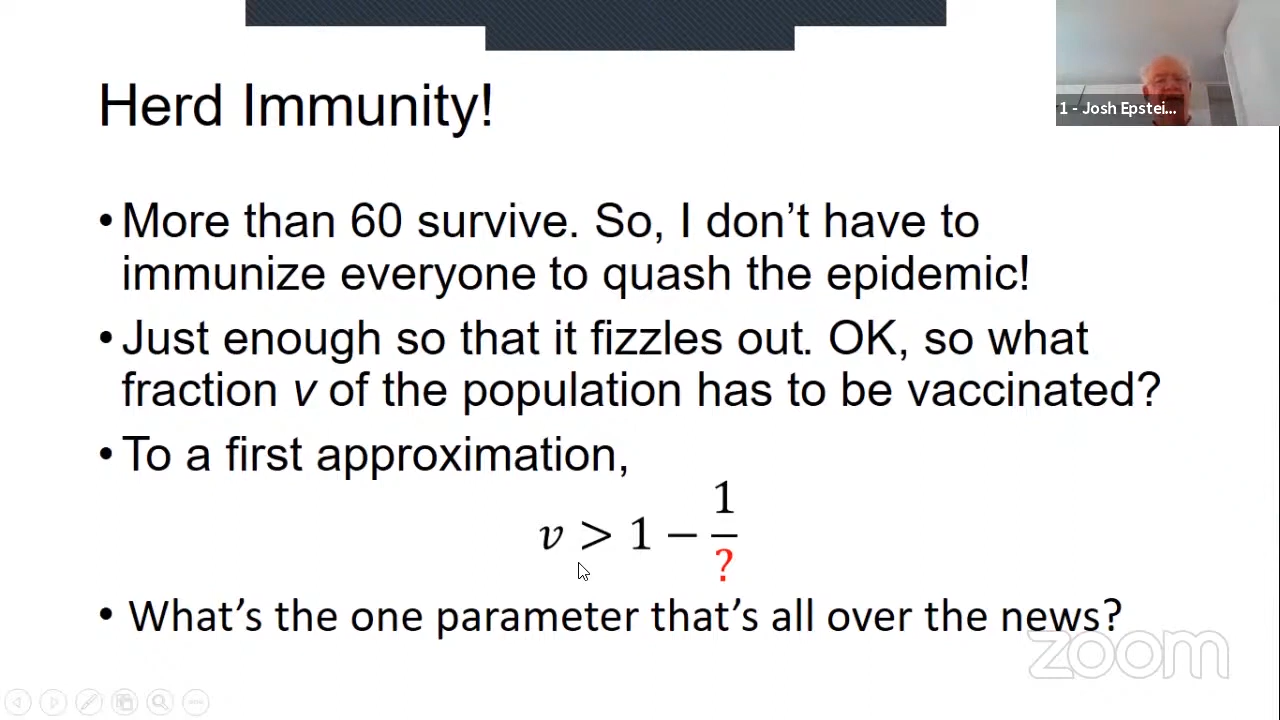 Herd Immunity!
1 - Josh Epstei...
• More than 60 survive. So, I don’t have to
immunize everyone to quash the epidemic!
• Just enough so that it fizzles out. OK, so what
fraction v of the population has to be vaccinated?
• To a first approximation,
v > 1 − 1/?
• What’s the one parameter that’s all over the news?
zoom